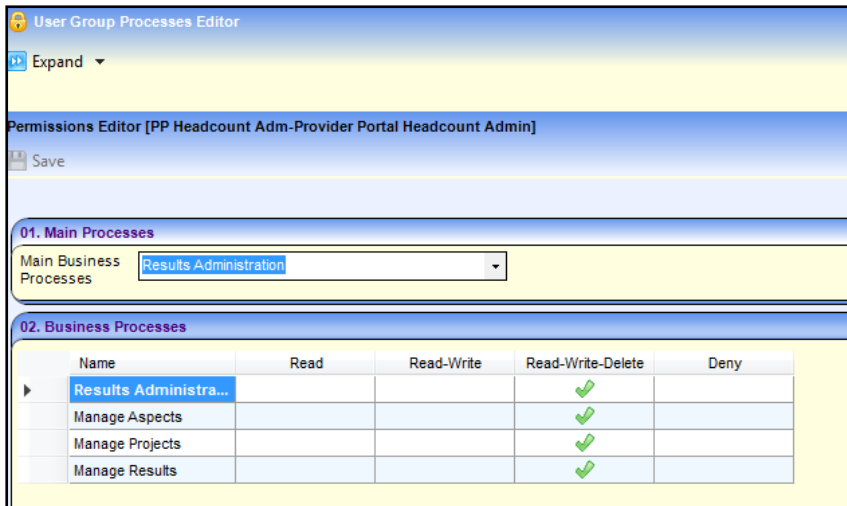 User Group Processes Editor
Expand
Permissions Editor [PP Headcount Adm-Provider Portal Headcount Admin]
Save
01. Main Processes
Main Business
Processes
Results Administration
02. Business Processes
Name Read Read-Write Read-Write-Delete Deny
Results Administra...
Manage Aspects
Manage Projects
Manage Results